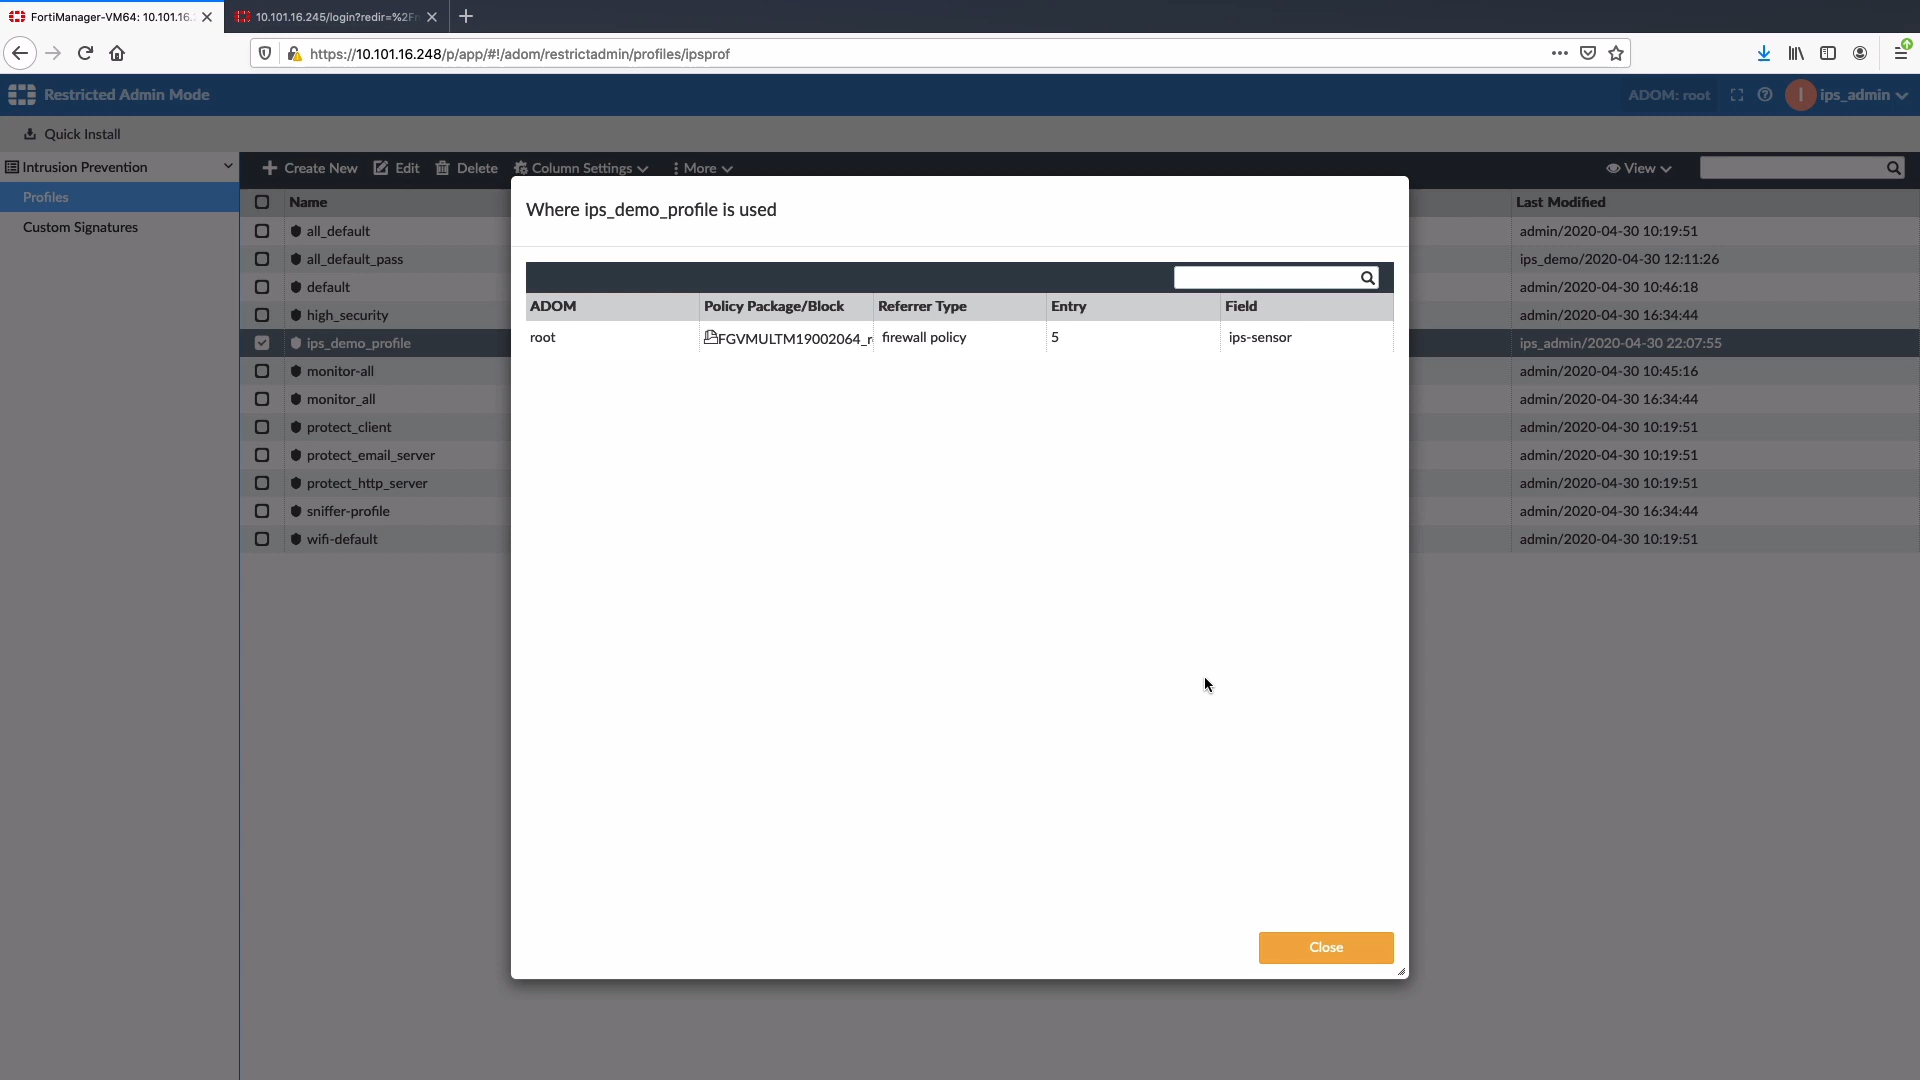 FortiManager-VM64: 10.101.16.
10.101.16.245/login?redir=%2F
https://10.101.16.248/p/app/#!/adom/restrictadmin/profiles/ipsprof
Restricted Admin Mode
ADOM: root
I
ips_admin
Quick Install
Intrusion Prevention
Profiles
Custom Signatures
Create New
Edit
Delete
Column Settings
More
View
Name
Last Modified
all_default
admin/2020-04-30 10:19:51
all_default_pass
ips_demo/2020-04-30 12:11:26
default
admin/2020-04-30 10:46:18
high_security
admin/2020-04-30 16:34:44
ips_demo_profile
ips_admin/2020-04-30 22:07:55
monitor-all
admin/2020-04-30 10:45:16
monitor_all
admin/2020-04-30 16:34:44
protect_client
admin/2020-04-30 10:19:51
protect_email_server
admin/2020-04-30 10:19:51
protect_http_server
admin/2020-04-30 10:19:51
sniffer-profile
admin/2020-04-30 16:34:44
wifi-default
admin/2020-04-30 10:19:51
Where ips_demo_profile is used
ADOM
Policy Package/Block
Referrer Type
Entry
Field
root
FGVMULTM19002064_r
firewall policy
5
ips-sensor
Close